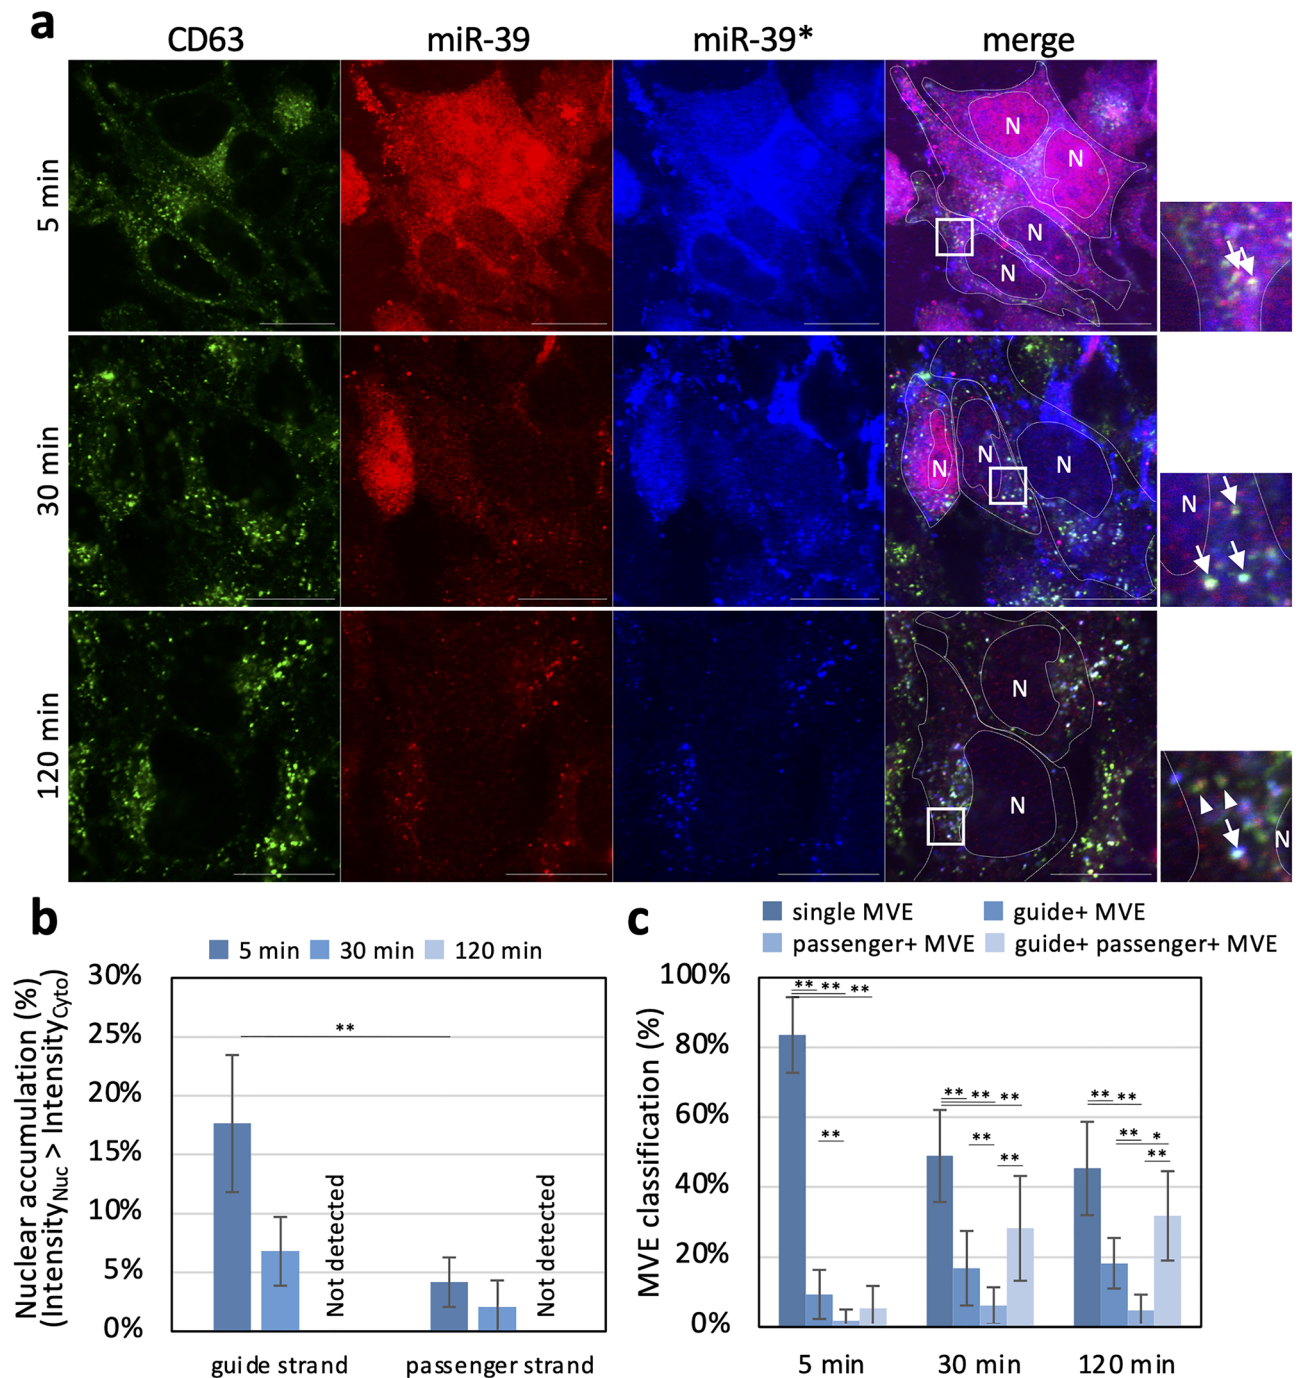 a
CD63
miR-39
miR-39*
merge
5 min
N
N
N
N
30 min
N
N
N
N
120 min
N
N
N
b
5 min
30 min
120 min
Nuclear accumulation (%)
(Intensity_Nuc > Intensity_Cyto)
30%
25%
20%
15%
10%
5%
0%
**
Not detected
Not detected
guide strand
passenger strand
c
single MVE
guide+ MVE
passenger+ MVE
guide+ passenger+ MVE
MVE classification (%)
100%
80%
60%
40%
20%
0%
** ** **
**
** ** **
**
**
** **
** *
**
5 min
30 min
120 min